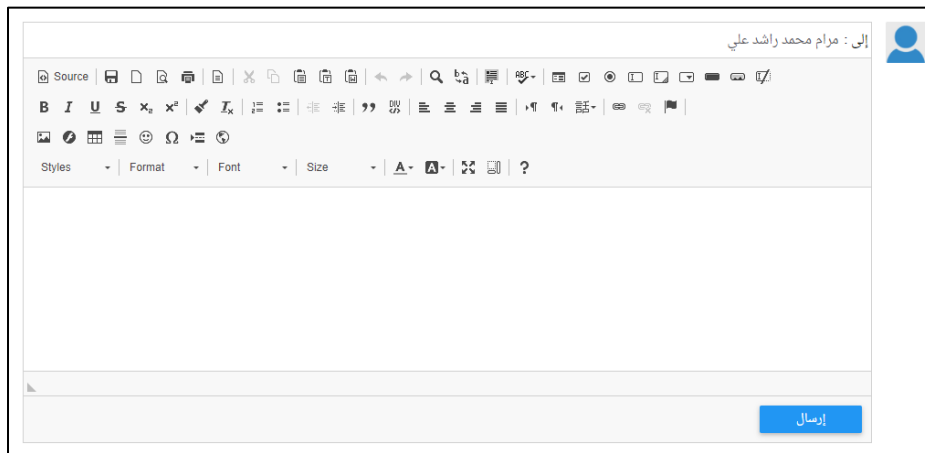 إلى : مرام محمد راشد علي
Source
Styles Format Font Size
إرسال